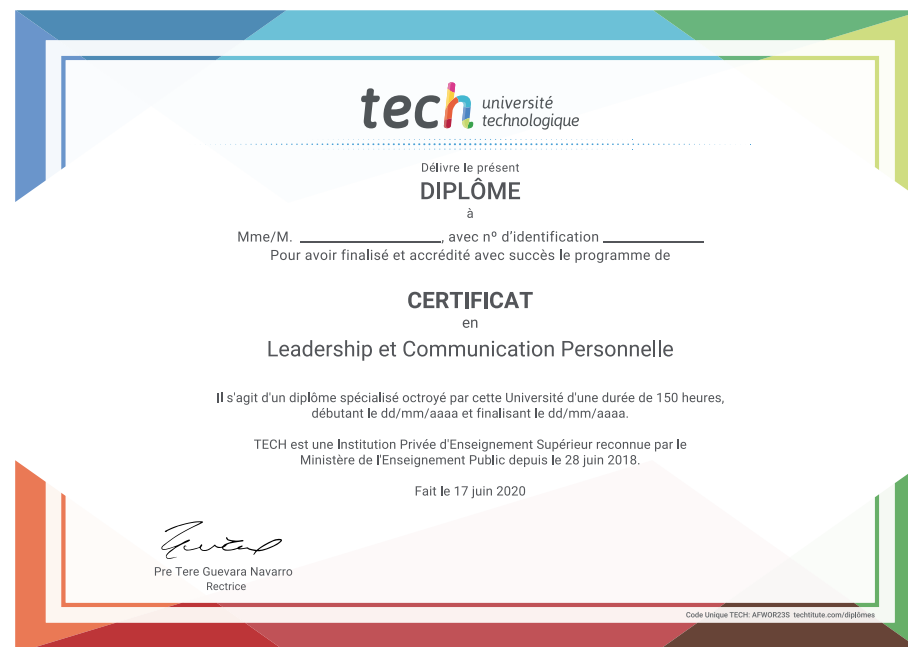 tech université
technologique
Délivre le présent
DIPLÔME
à
Mme/M. ____________________, avec nº d'identification ______________
Pour avoir finalisé et accrédité avec succès le programme de
CERTIFICAT
en
Leadership et Communication Personnelle
Il s'agit d'un diplôme spécialisé octroyé par cette Université d'une durée de 150 heures,
débutant le dd/mm/aaaa et finalisant le dd/mm/aaaa.
TECH est une Institution Privée d'Enseignement Supérieur reconnue par le
Ministère de l'Enseignement Public depuis le 28 juin 2018.
Fait le 17 juin 2020
Pre Tere Guevara Navarro
Rectrice
Code Unique TECH: AFWOR23S techtitute.com/diplômes